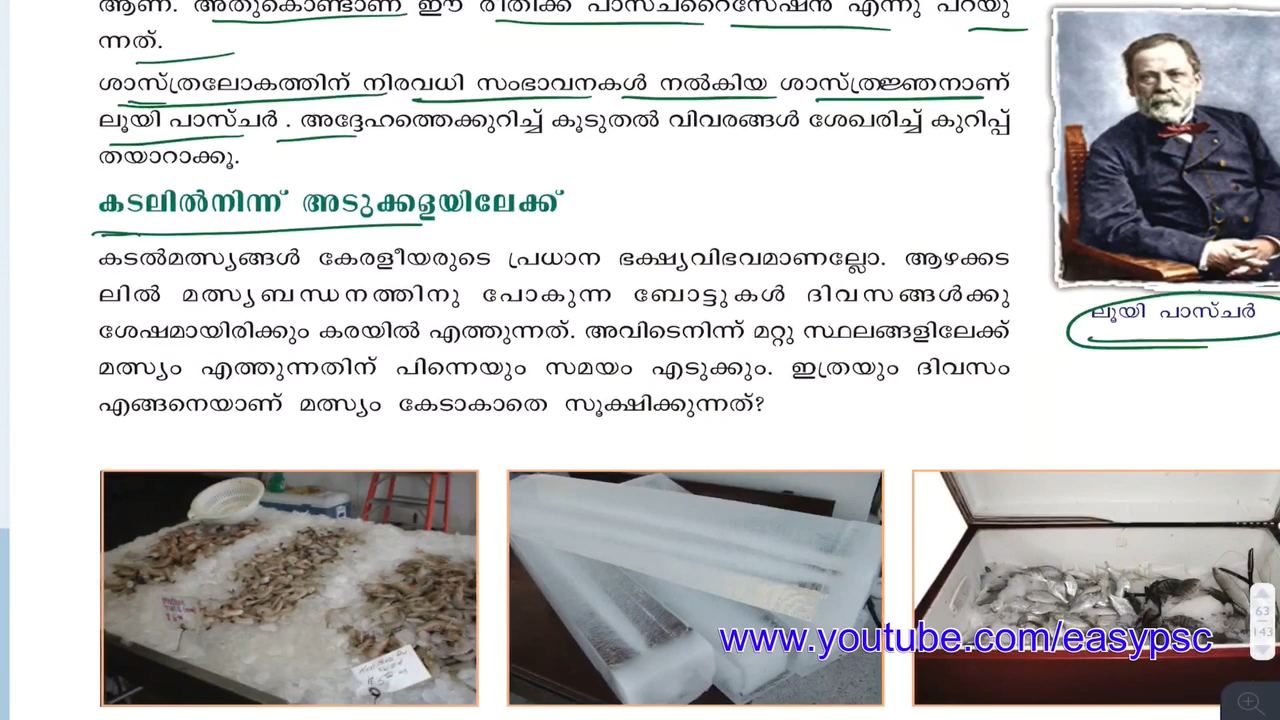 ആണ്. അതുകൊണ്ടാണ് ഈ രീതിക്ക് പാസ്ചറൈസേഷൻ എന്നു പറയു
ന്നത്.
ശാസ്ത്രലോകത്തിന് നിരവധി സംഭാവനകൾ നൽകിയ ശാസ്ത്രജ്ഞനാണ്
ലൂയി പാസ്ചർ . അദ്ദേഹത്തെക്കുറിച്ച് കൂടുതൽ വിവരങ്ങൾ ശേഖരിച്ച് കുറിപ്പ്
തയാറാക്കൂ.
ലൂയി പാസ്ചർ
കടലിൽനിന്ന് അടുക്കളയിലേക്ക്
കടൽമത്സ്യങ്ങൾ കേരളീയരുടെ പ്രധാന ഭക്ഷ്യവിഭവമാണല്ലോ. ആഴക്കട
ലിൽ മത്സ്യബന്ധനത്തിനു പോകുന്ന ബോട്ടുകൾ ദിവസങ്ങൾക്കു
ശേഷമായിരിക്കും കരയിൽ എത്തുന്നത്. അവിടെനിന്ന് മറ്റു സ്ഥലങ്ങളിലേക്ക്
മത്സ്യം എത്തുന്നതിന് പിന്നെയും സമയം എടുക്കും. ഇത്രയും ദിവസം
എങ്ങനെയാണ് മത്സ്യം കേടാകാതെ സൂക്ഷിക്കുന്നത്?
www.youtube.com/easypsc
63
143